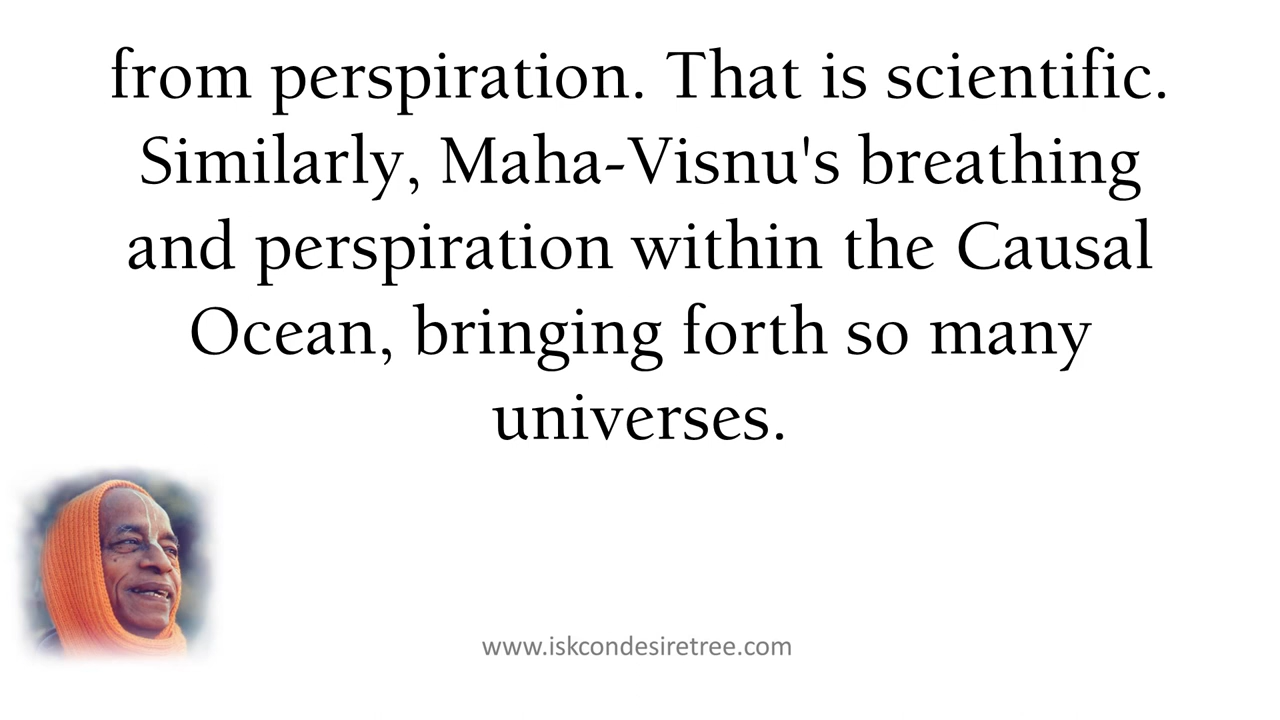 from perspiration. That is scientific.
Similarly, Maha-Visnu's breathing
and perspiration within the Causal
Ocean, bringing forth so many
universes.
www.iskcondesiretree.com